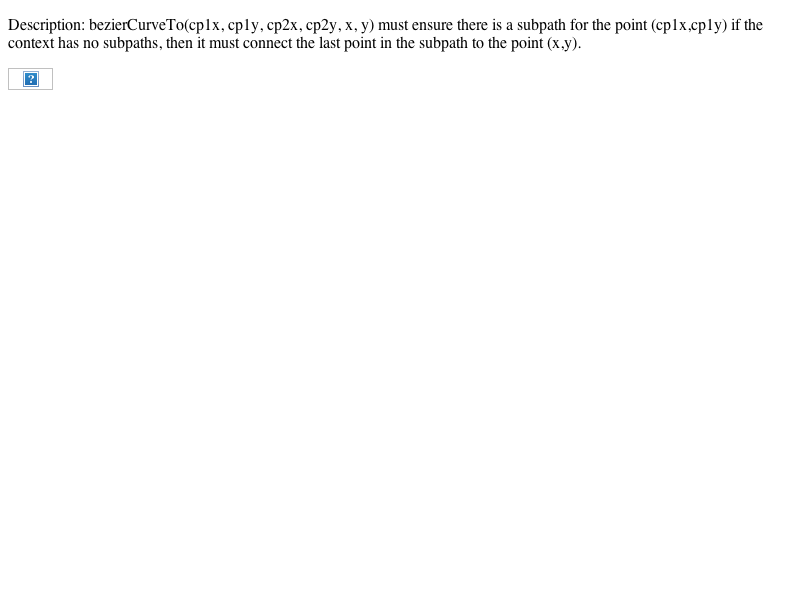 Description: bezierCurveTo(cp1x, cp1y, cp2x, cp2y, x, y) must ensure there is a subpath for the point (cp1x,cp1y) if the
context has no subpaths, then it must connect the last point in the subpath to the point (x,y).
?